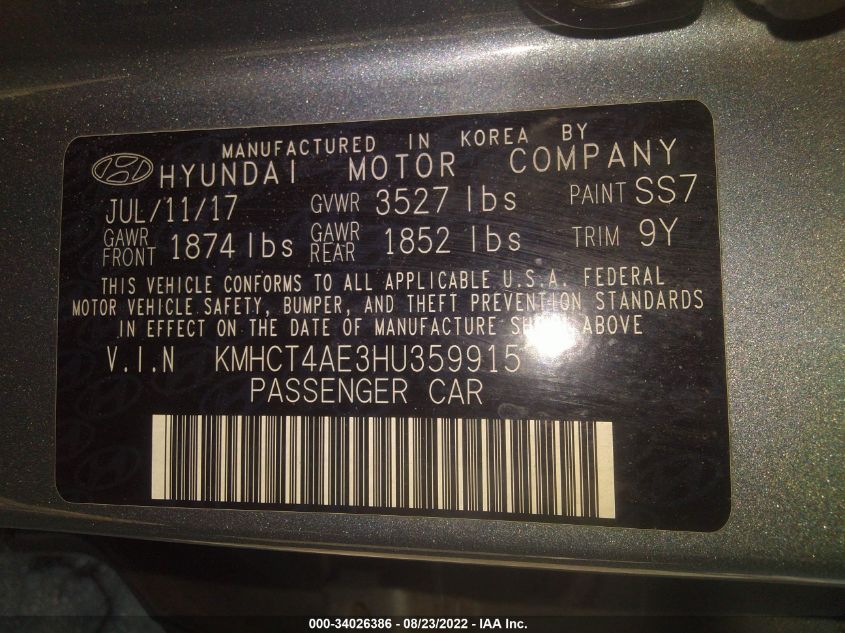 MANUFACTURED IN KOREA BY
HYUNDAI MOTOR COMPANY
JUL/11/17 GVWR 3527 lbs PAINT SS7
GAWR FRONT 1874 lbs GAWR REAR 1852 lbs TRIM 9Y
THIS VEHICLE CONFORMS TO ALL APPLICABLE U.S.A. FEDERAL
MOTOR VEHICLE SAFETY, BUMPER, AND THEFT PREVENTION STANDARDS
IN EFFECT ON THE DATE OF MANUFACTURE SHOWN ABOVE
V.I.N KMHCT4AE3HU359915
PASSENGER CAR
000-34026386 - 08/23/2022 - IAA Inc.